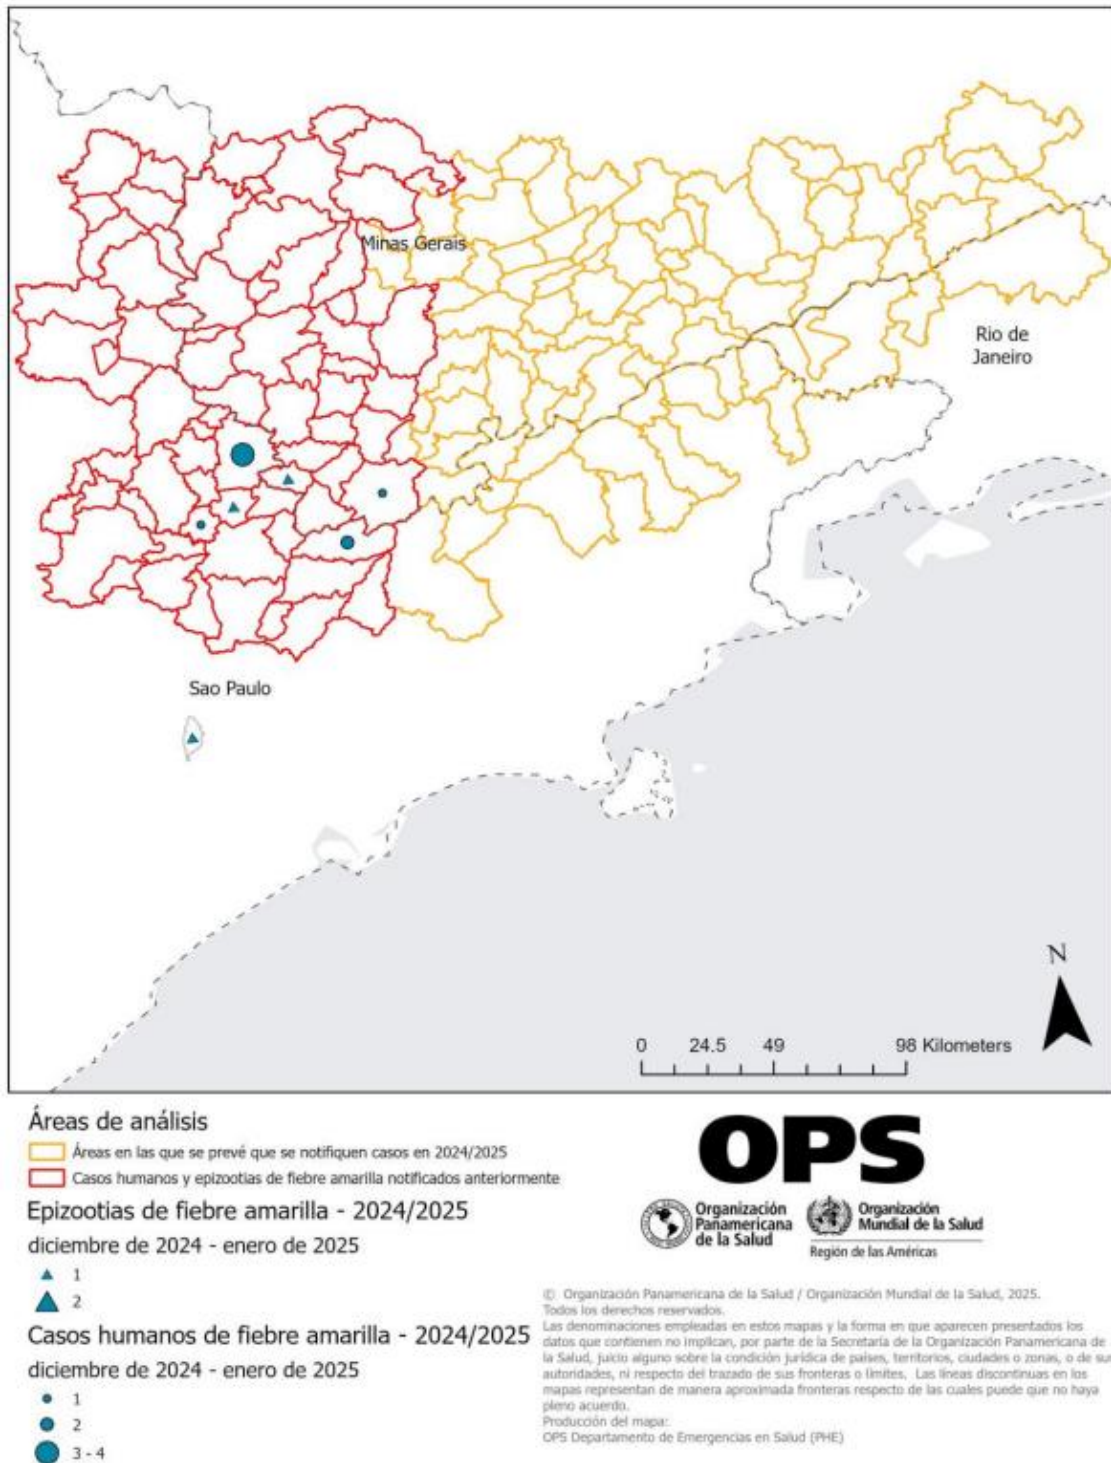 Minas Gerais
Rio de
Janeiro
Sao Paulo
N
0 24.5 49 98 Kilometers
Áreas de análisis
Áreas en las que se prevé que se notifiquen casos en 2024/2025
Casos humanos y epizootias de fiebre amarilla notificados anteriormente
Epizootias de fiebre amarilla - 2024/2025
diciembre de 2024 - enero de 2025
1
2
Casos humanos de fiebre amarilla - 2024/2025
diciembre de 2024 - enero de 2025
1
2
3 - 4
OPS
Organización
Panamericana
de la Salud
Organización
Mundial de la Salud
Región de las Américas
© Organización Panamericana de la Salud / Organización Mundial de la Salud, 2025.
Todos los derechos reservados.
Las denominaciones empleadas en estos mapas y la forma en que aparecen presentados los
datos que contienen no implican, por parte de la Secretaría de la Organización Panamericana de
la Salud, juicio alguno sobre la condición jurídica de países, territorios, ciudades o zonas, o de sus
autoridades, ni respecto del trazado de sus fronteras o límites. Las líneas discontinuas en los
mapas representan de manera aproximada fronteras respecto de las cuales puede que no haya
pleno acuerdo.
Producción del mapa:
OPS Departamento de Emergencias en Salud (PHE)